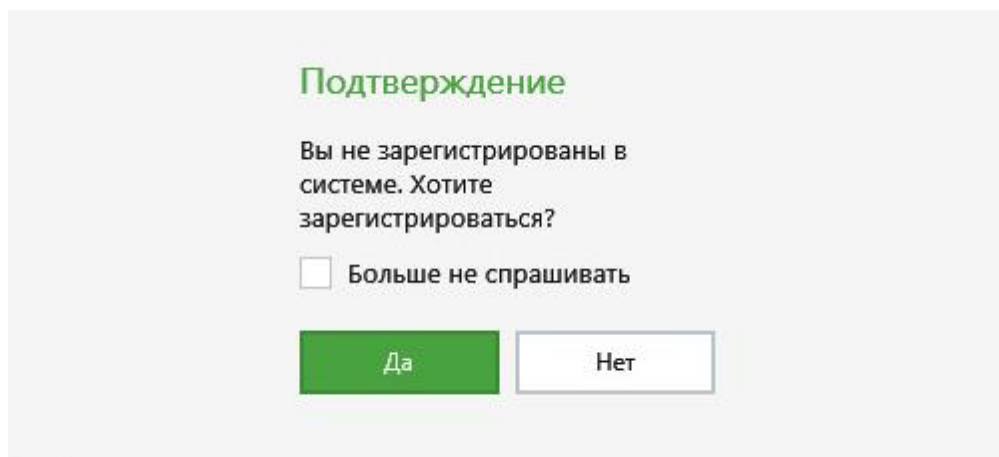 Подтверждение
Вы не зарегистрированы в
системе. Хотите
зарегистрироваться?
Больше не спрашивать
Да
Нет